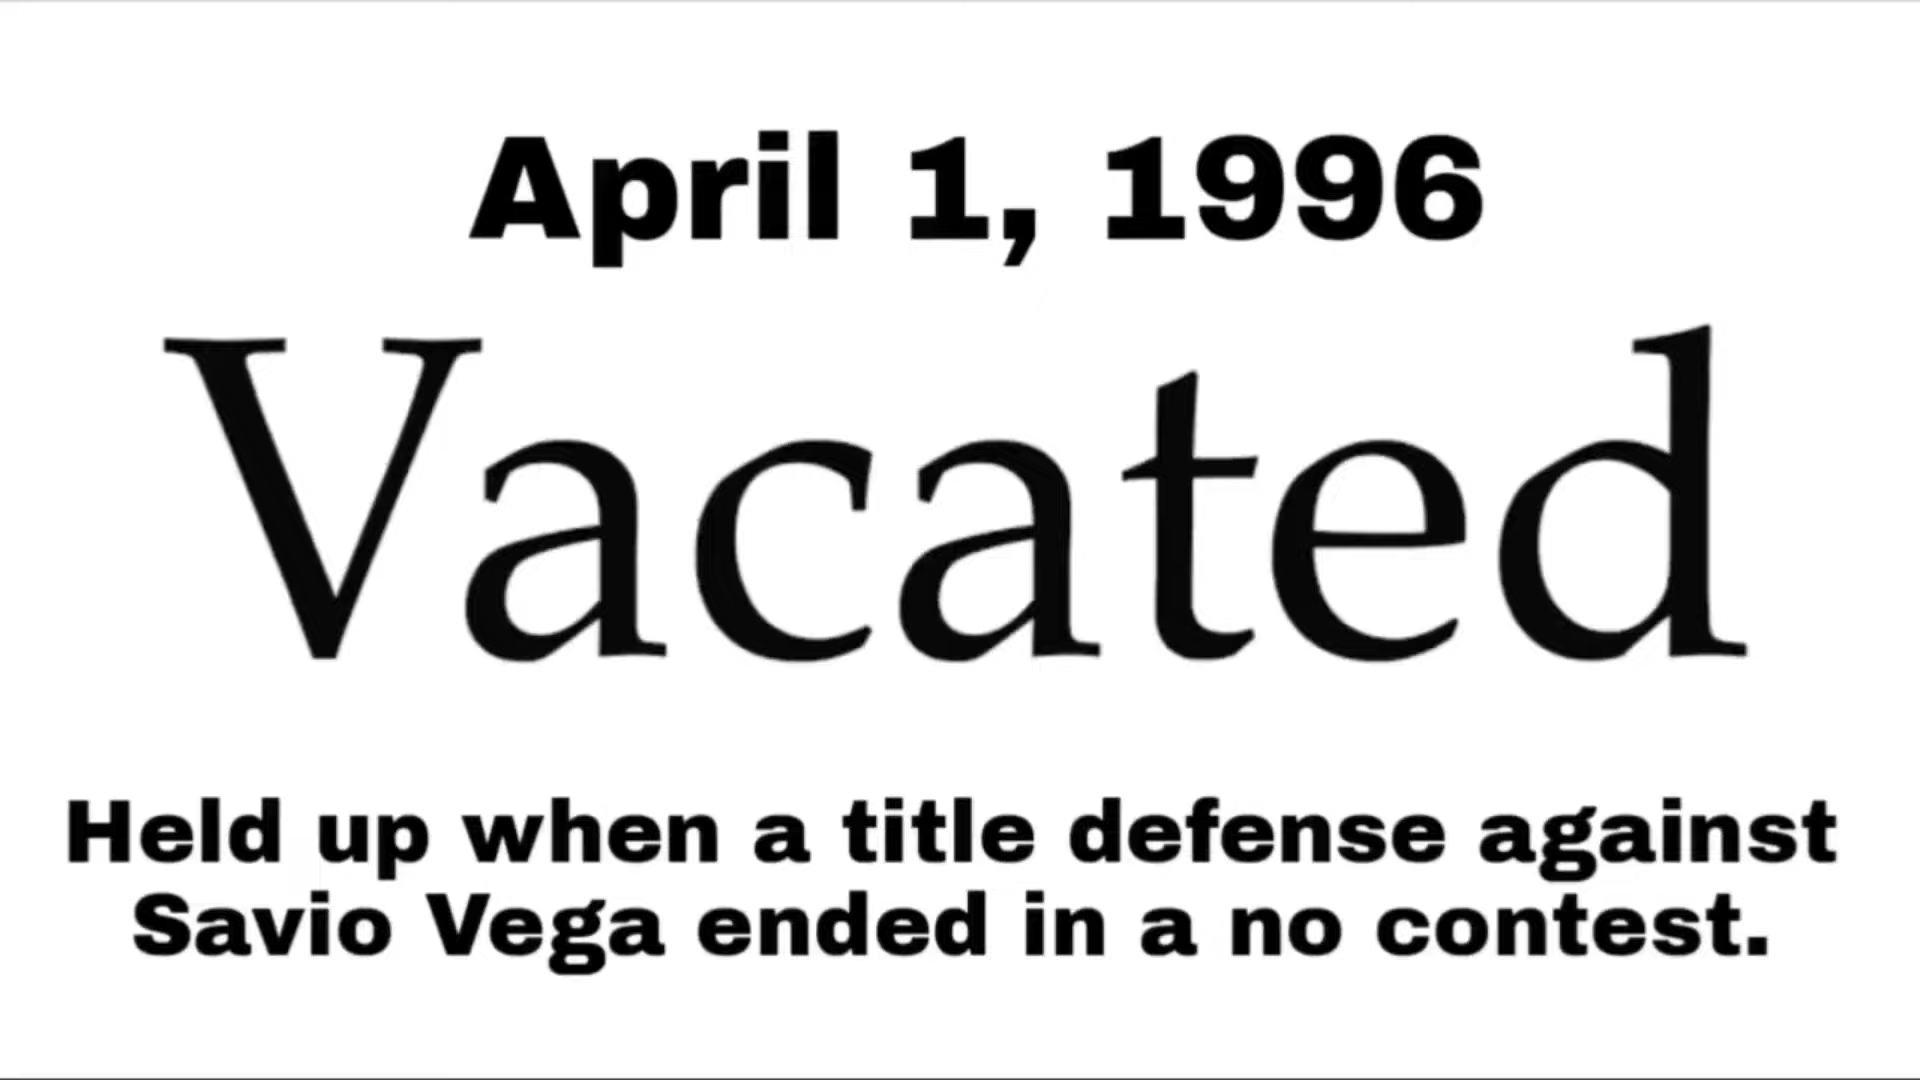 April 1, 1996
Vacated
Held up when a title defense against
Savio Vega ended in a no contest.